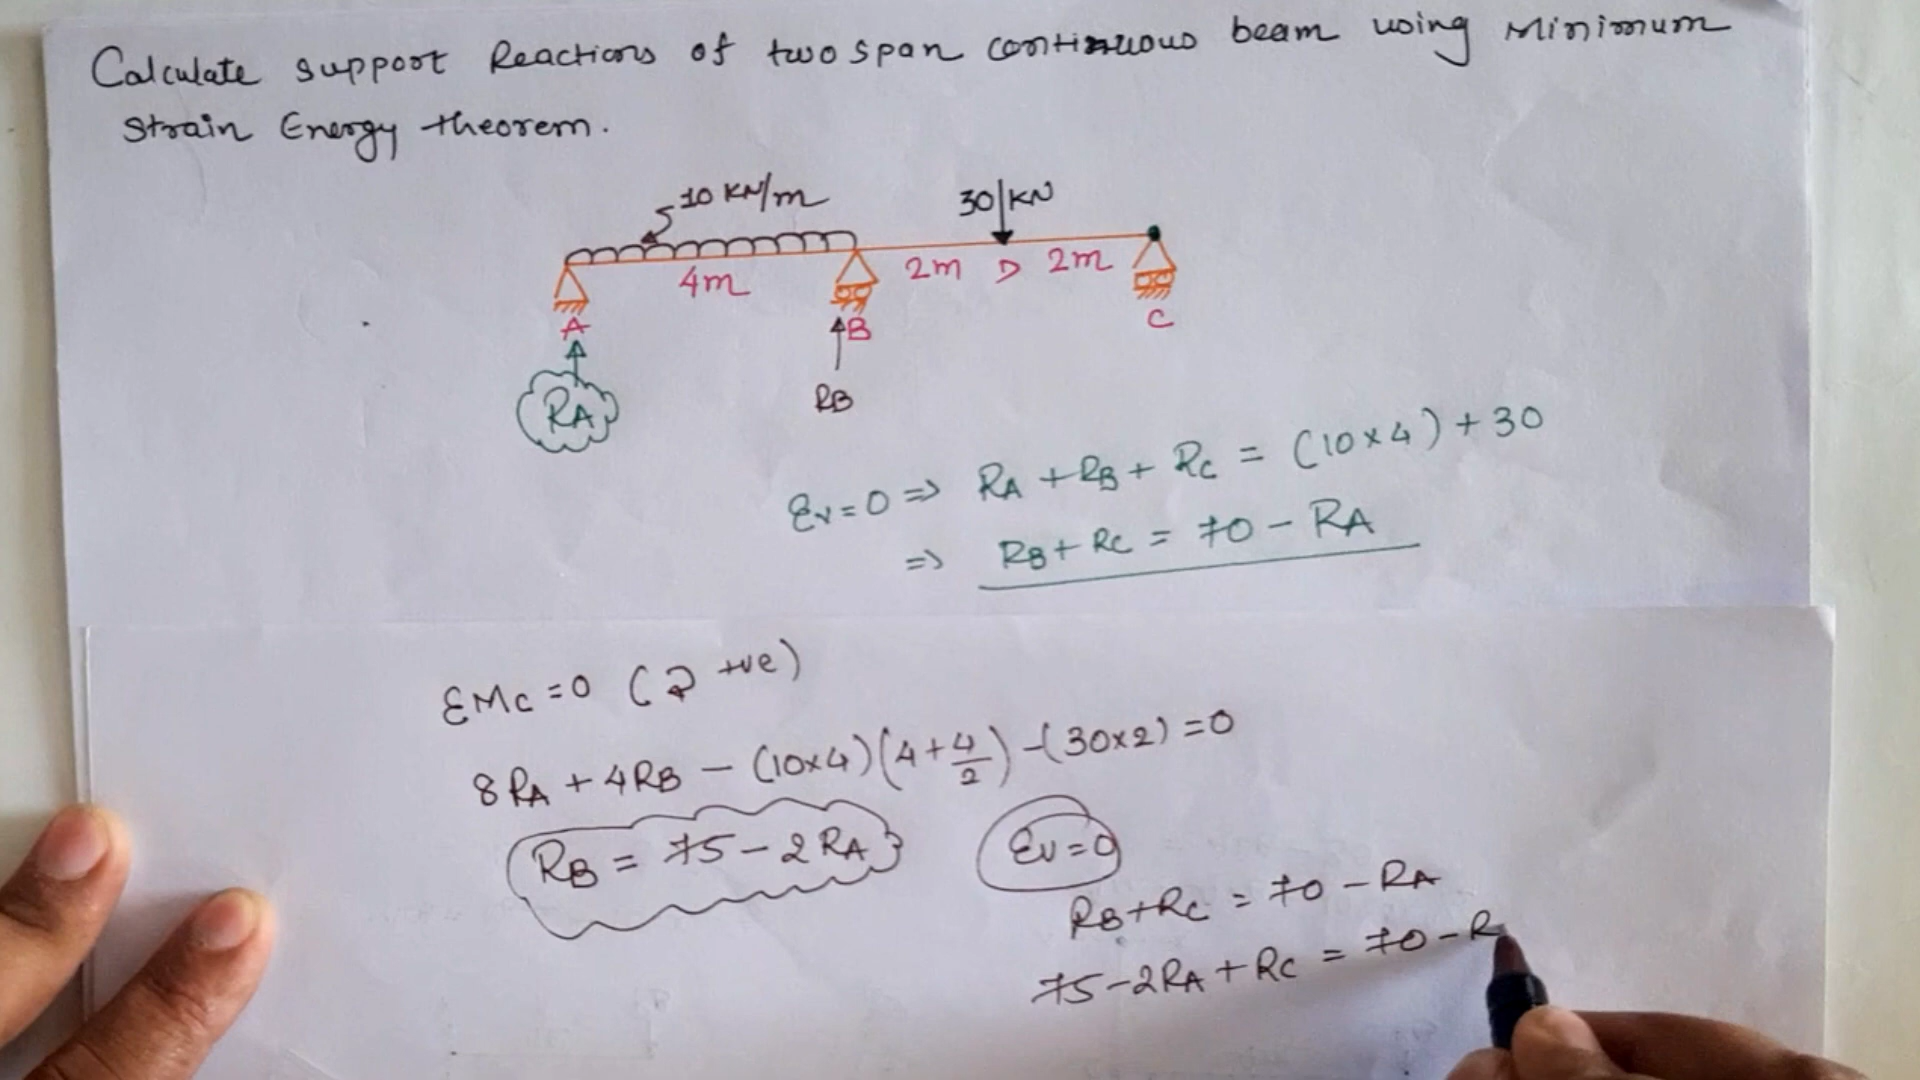 Calculate support Reactions of two span continuous beam using Minimum
Strain Energy theorem.
10 KN/m
30 KN
4m
2m D 2m
A
B
C
RA
RB
Σv=0 => RA + RB + RC = (10×4) + 30
=> RB + RC = 70 - RA
ΣMC = 0 (↻ +ve)
8RA + 4RB - (10×4)(4+4/2) - (30×2) = 0
RB = 75 - 2RA
Σv = 0
RB+RC = 70 - RA
75-2RA + RC = 70 - R